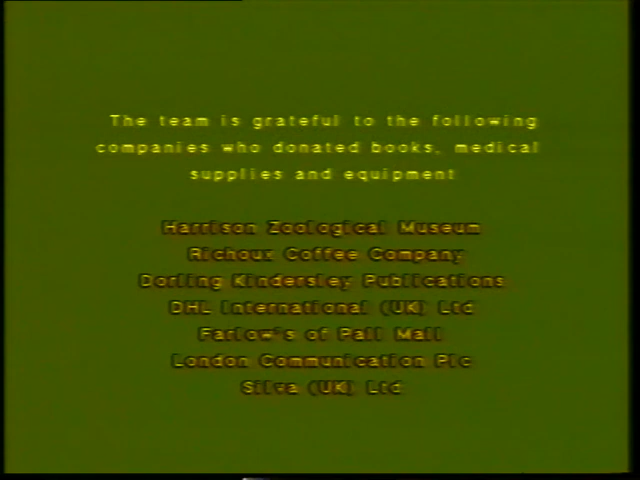 The team is grateful to the following
companies who donated books, medical
supplies and equipment
Harrison Zoological Museum
Richoux Coffee Company
Dorling Kindersley Publications
DHL International (UK) Ltd
Farlow's of Pall Mall
London Communication Plc
Silva (UK) Ltd